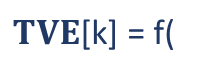 TVE[k] = f(